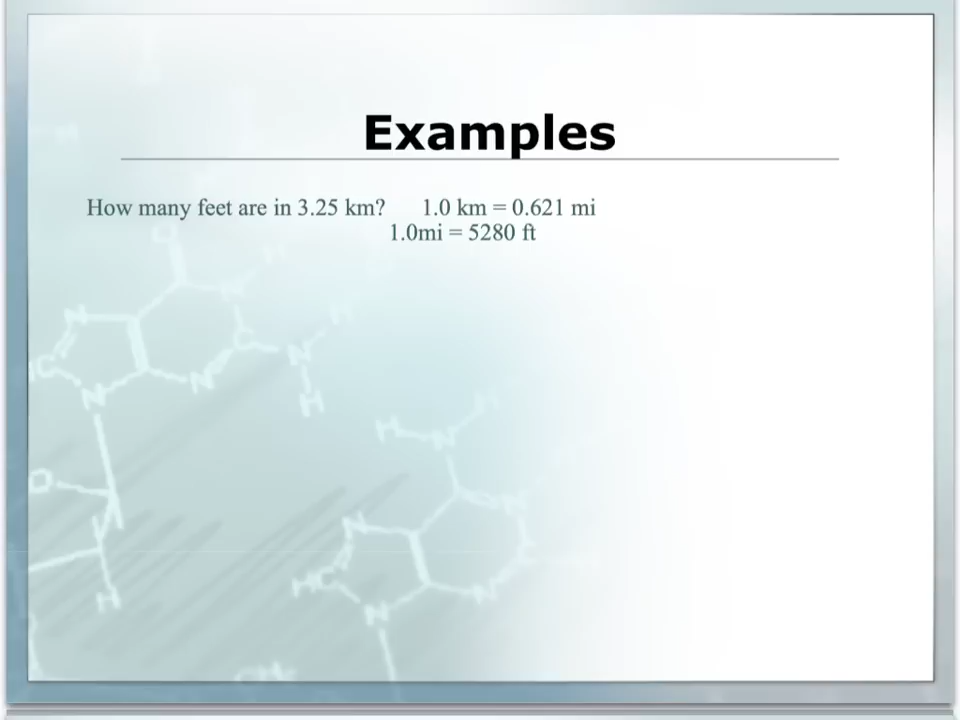 Examples
How many feet are in 3.25 km? 1.0 km = 0.621 mi
1.0mi = 5280 ft